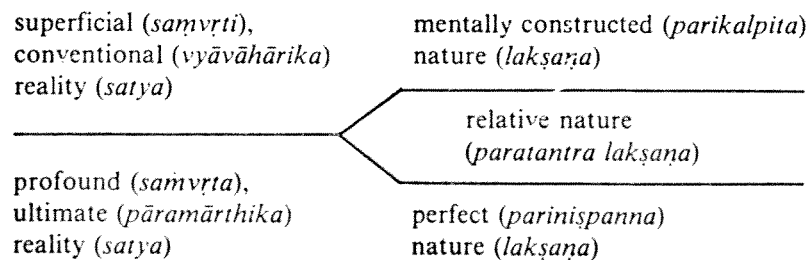 superficial (saṃvṛti),
conventional (vyāvāhārika)
reality (satya)
profound (saṁvṛta),
ultimate (pāramārthika)
reality (satya)
mentally constructed (parikalpita)
nature (lakṣaṇa)
relative nature
(paratantra lakṣana)
perfect (pariniṣpanna)
nature (lakṣaṇa)